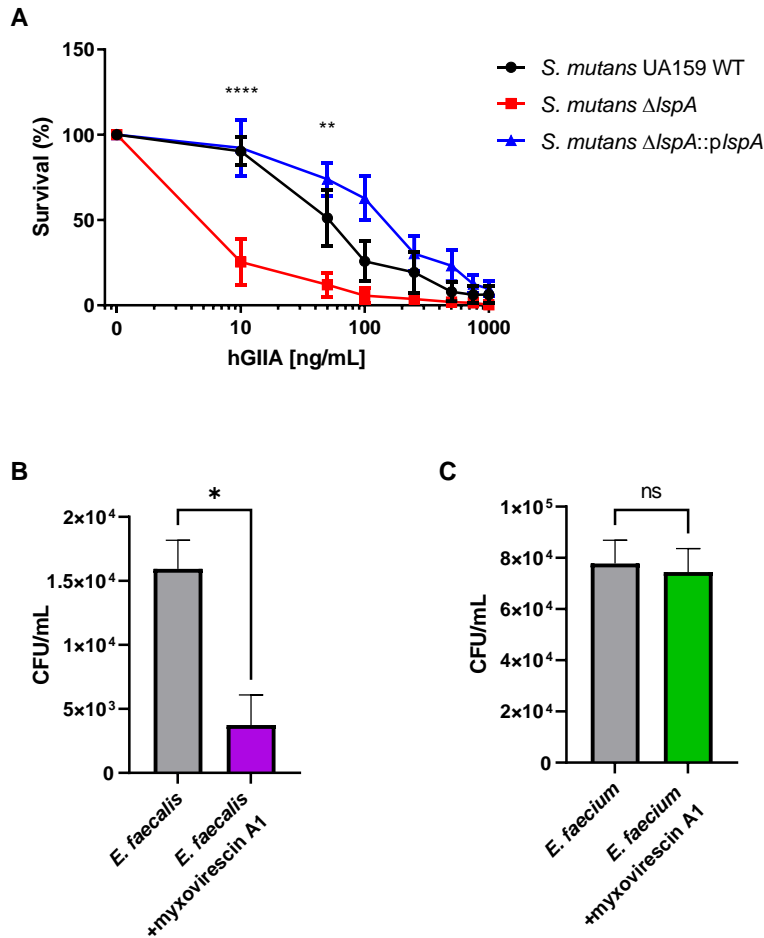 A
150
100
50
0
Survival (%)
****
**
0
10
100
1000
hGIIA [ng/mL]
S. mutans UA159 WT
S. mutans ΔlspA
S. mutans ΔlspA::plspA
B
*
2×10⁴
1.5×10⁴
1×10⁴
5×10³
0
CFU/mL
E. faecalis
E. faecalis
+myxovirescin A1
C
ns
1×10⁵
8×10⁴
6×10⁴
4×10⁴
2×10⁴
0
CFU/mL
E. faecium
E. faecium
+myxovirescin A1